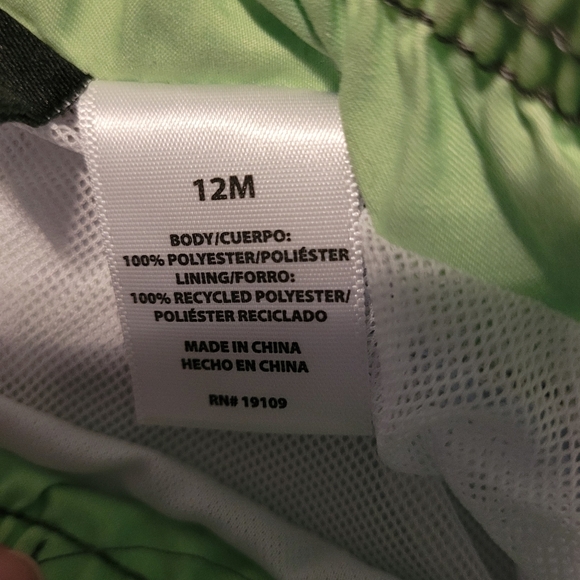 12M
BODY/CUERPO:
100% POLYESTER/POLIÉSTER
LINING/FORRO:
100% RECYCLED POLYESTER/
POLIÉSTER RECICLADO
MADE IN CHINA
HECHO EN CHINA
RN# 19109